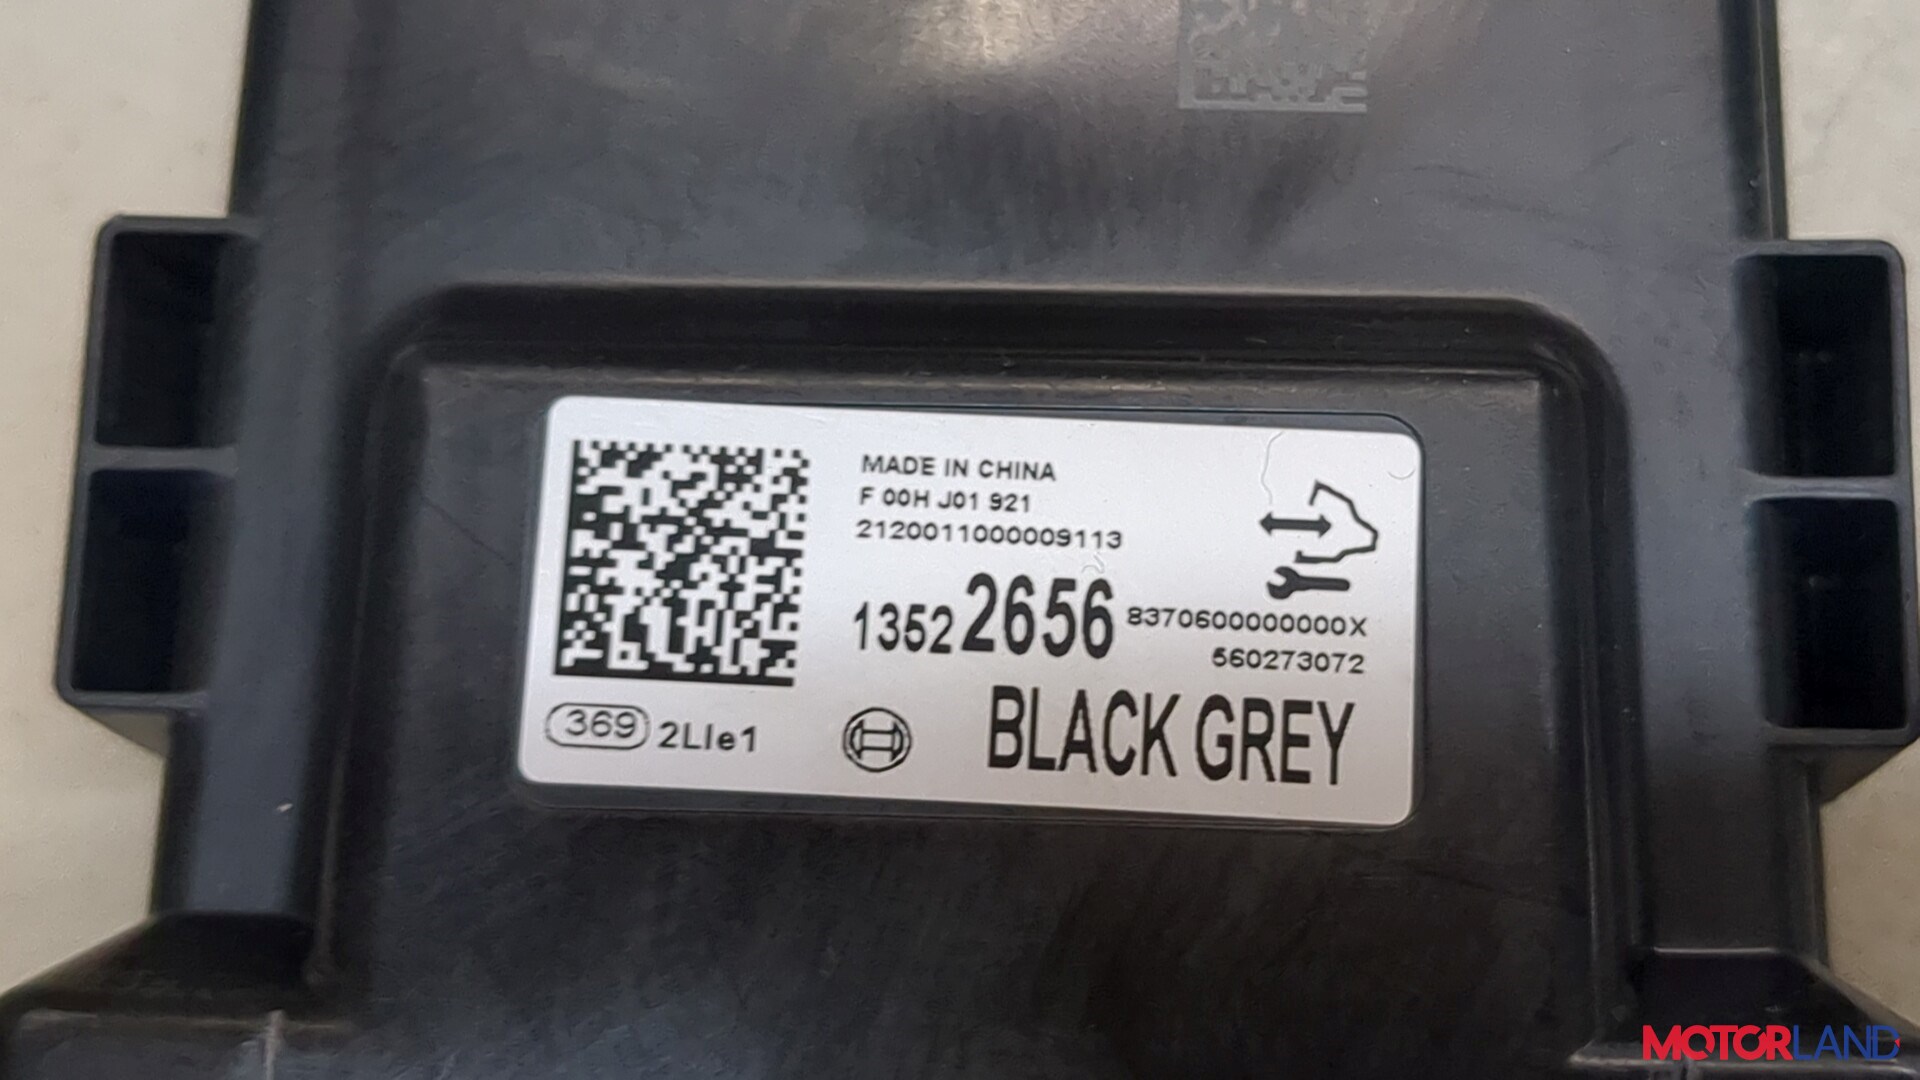 MADE IN CHINA
F 00H J01 921
2120011000009113
13522656
8370600000000X
560273072
369 2LIe1
BLACK GREY
MOTORLAND